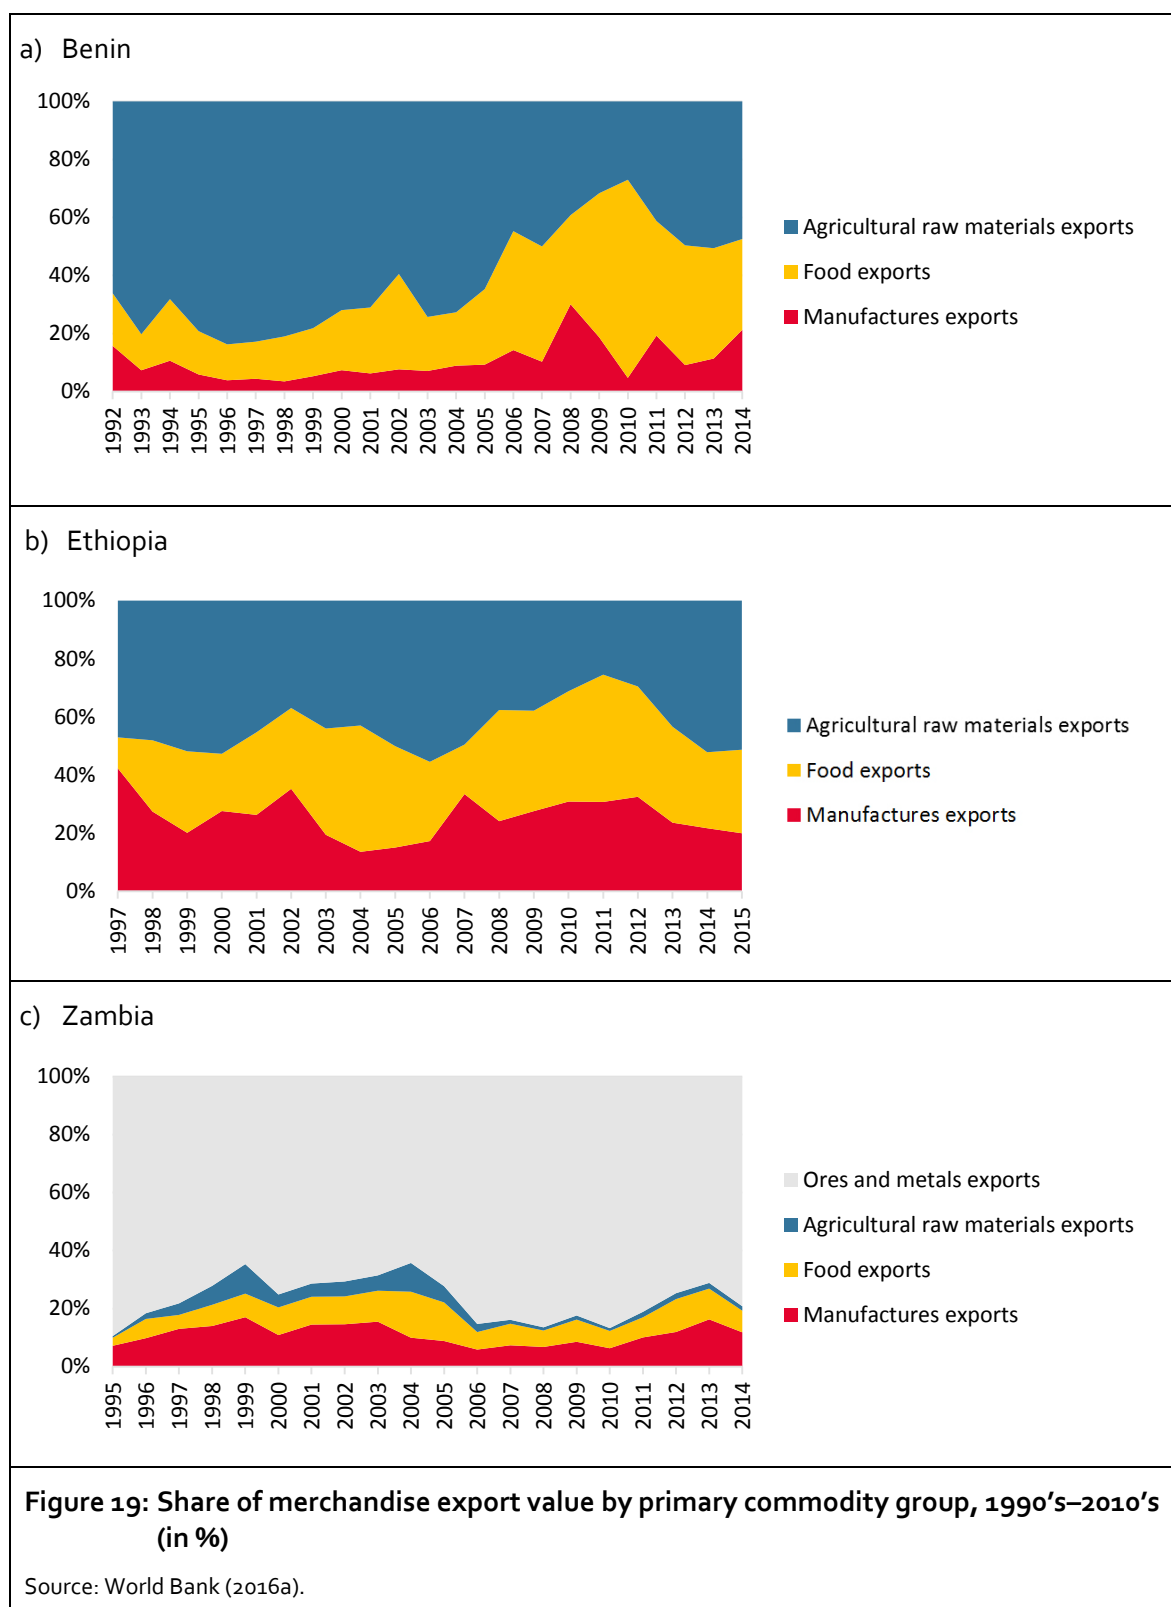 a) Benin
100%
80%
60%
40%
20%
0%
Agricultural raw materials exports
Food exports
Manufactures exports
1992 1993 1994 1995 1996 1997 1998 1999 2000 2001 2002 2003 2004 2005 2006 2007 2008 2009 2010 2011 2012 2013 2014
b) Ethiopia
100%
80%
60%
40%
20%
0%
Agricultural raw materials exports
Food exports
Manufactures exports
1997 1998 1999 2000 2001 2002 2003 2004 2005 2006 2007 2008 2009 2010 2011 2012 2013 2014 2015
c) Zambia
100%
80%
60%
40%
20%
0%
Ores and metals exports
Agricultural raw materials exports
Food exports
Manufactures exports
1995 1996 1997 1998 1999 2000 2001 2002 2003 2004 2005 2006 2007 2008 2009 2010 2011 2012 2013 2014
Figure 19: Share of merchandise export value by primary commodity group, 1990's–2010's
(in %)
Source: World Bank (2016a).